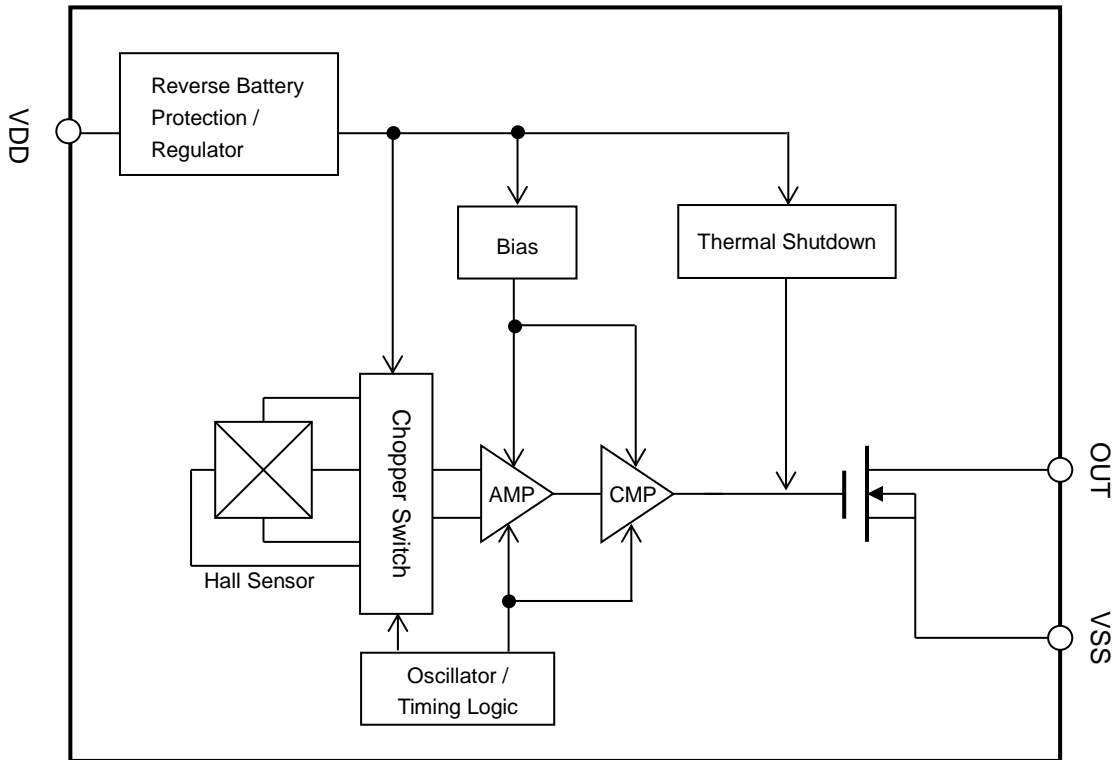 Reverse Battery
Protection /
Regulator
VDD
Bias
Thermal Shutdown
Chopper Switch
AMP
CMP
OUT
Hall Sensor
VSS
Oscillator /
Timing Logic